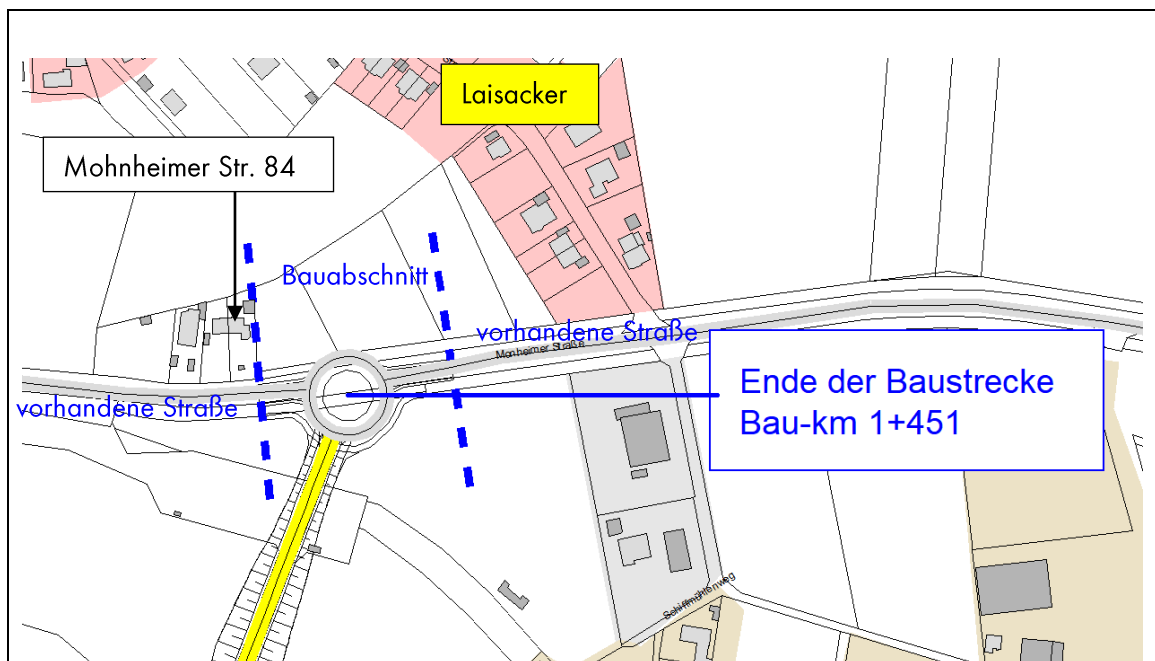 Laisacker
Mohnheimer Str. 84
Bauabschnitt
vorhandene Straße
Monheimer Straße
vorhandene Straße
Ende der Baustrecke
Bau-km 1+451
Schiffmühlenweg